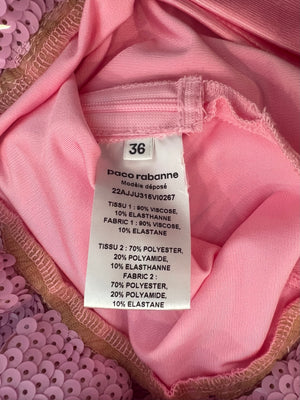 36
paco rabanne
Modèle déposé
22AJJU315VI0267
TISSU 1 : 90% VISCOSE,
10% ELASTHANNE
FABRIC 1 : 90% VISCOSE,
10% ELASTANE
TISSU 2 : 70% POLYESTER,
20% POLYAMIDE,
10% ELASTHANNE
FABRIC 2 :
70% POLYESTER,
20% POLYAMIDE,
10% ELASTANE